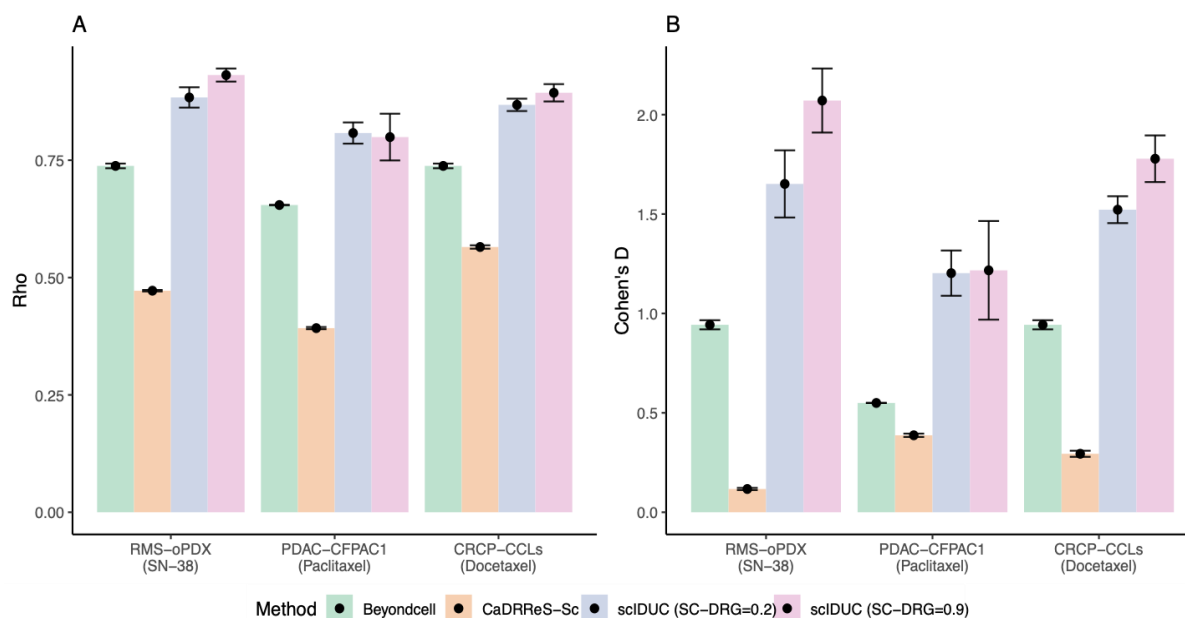 A
B
Rho
0.75
0.50
0.25
0.00
RMS−oPDX
(SN−38)
PDAC−CFPAC1
(Paclitaxel)
CRCP−CCLs
(Docetaxel)
Cohen's D
2.0
1.5
1.0
0.5
0.0
RMS−oPDX
(SN−38)
PDAC−CFPAC1
(Paclitaxel)
CRCP−CCLs
(Docetaxel)
Method Beyondcell CaDRReS−Sc scIDUC (SC−DRG=0.2) scIDUC (SC−DRG=0.9)